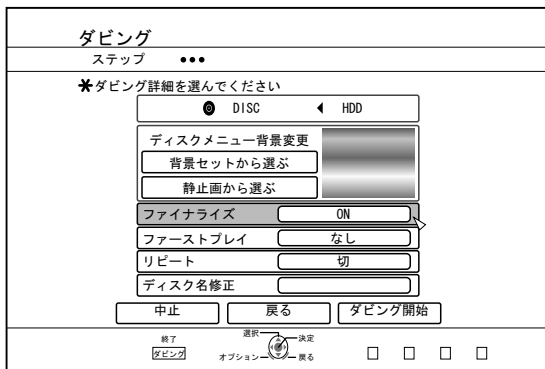 ダビング
ステップ
ダビング詳細を選んでください
DISC HDD
ディスクメニュー背景変更
背景セットから選ぶ
静止画から選ぶ
ファイナライズ ON
ファーストプレイ なし
リピート 切
ディスク名修正
中止 戻る ダビング開始
終了 選択 決定
ダビング オプション 戻る